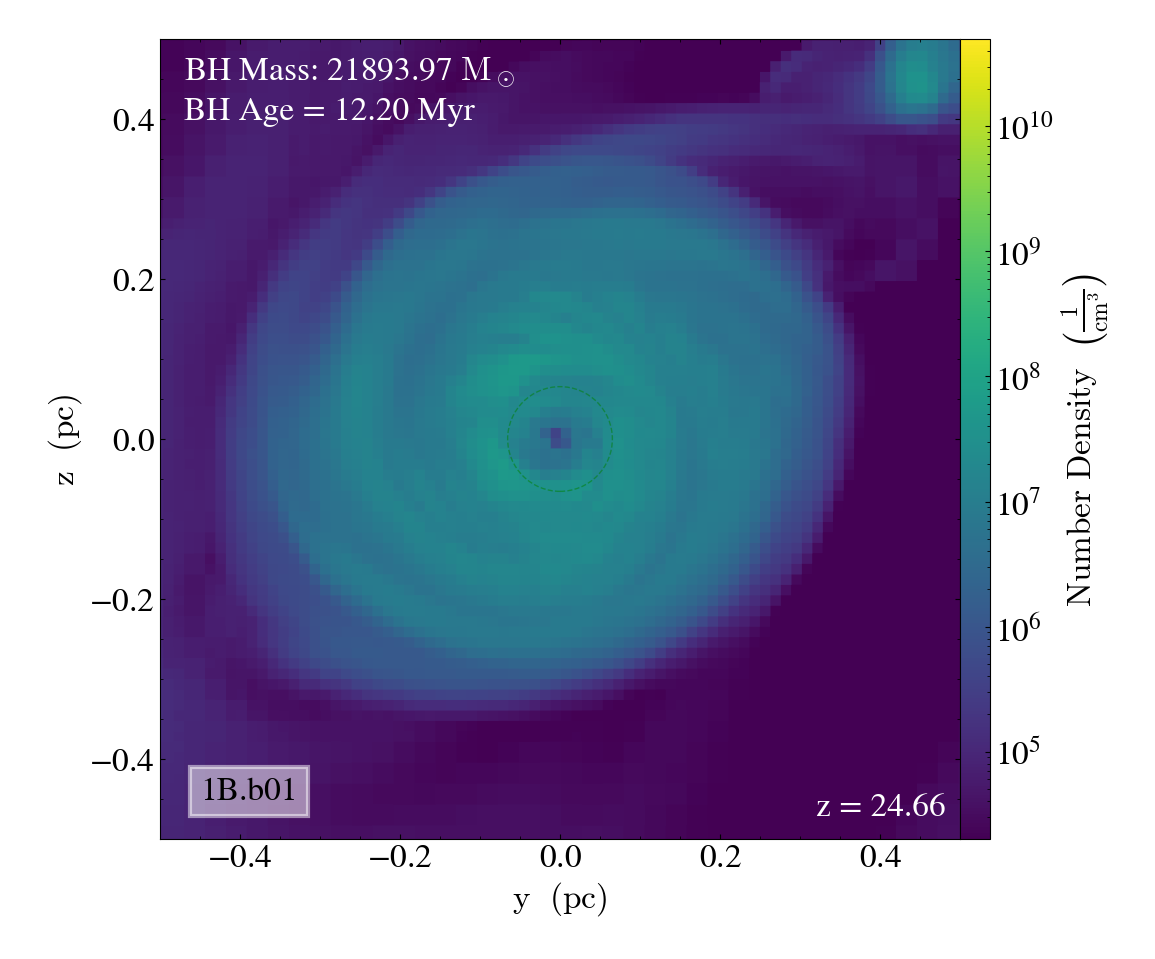 BH Mass: 21893.97 M⊙
BH Age = 12.20 Myr
0.4
0.2
0.0
−0.2
−0.4
z (pc)
1B.b01
z = 24.66
−0.4
−0.2
0.0
0.2
0.4
y (pc)
10¹⁰
10⁹
10⁸
10⁷
10⁶
10⁵
Number Density (1/cm³)